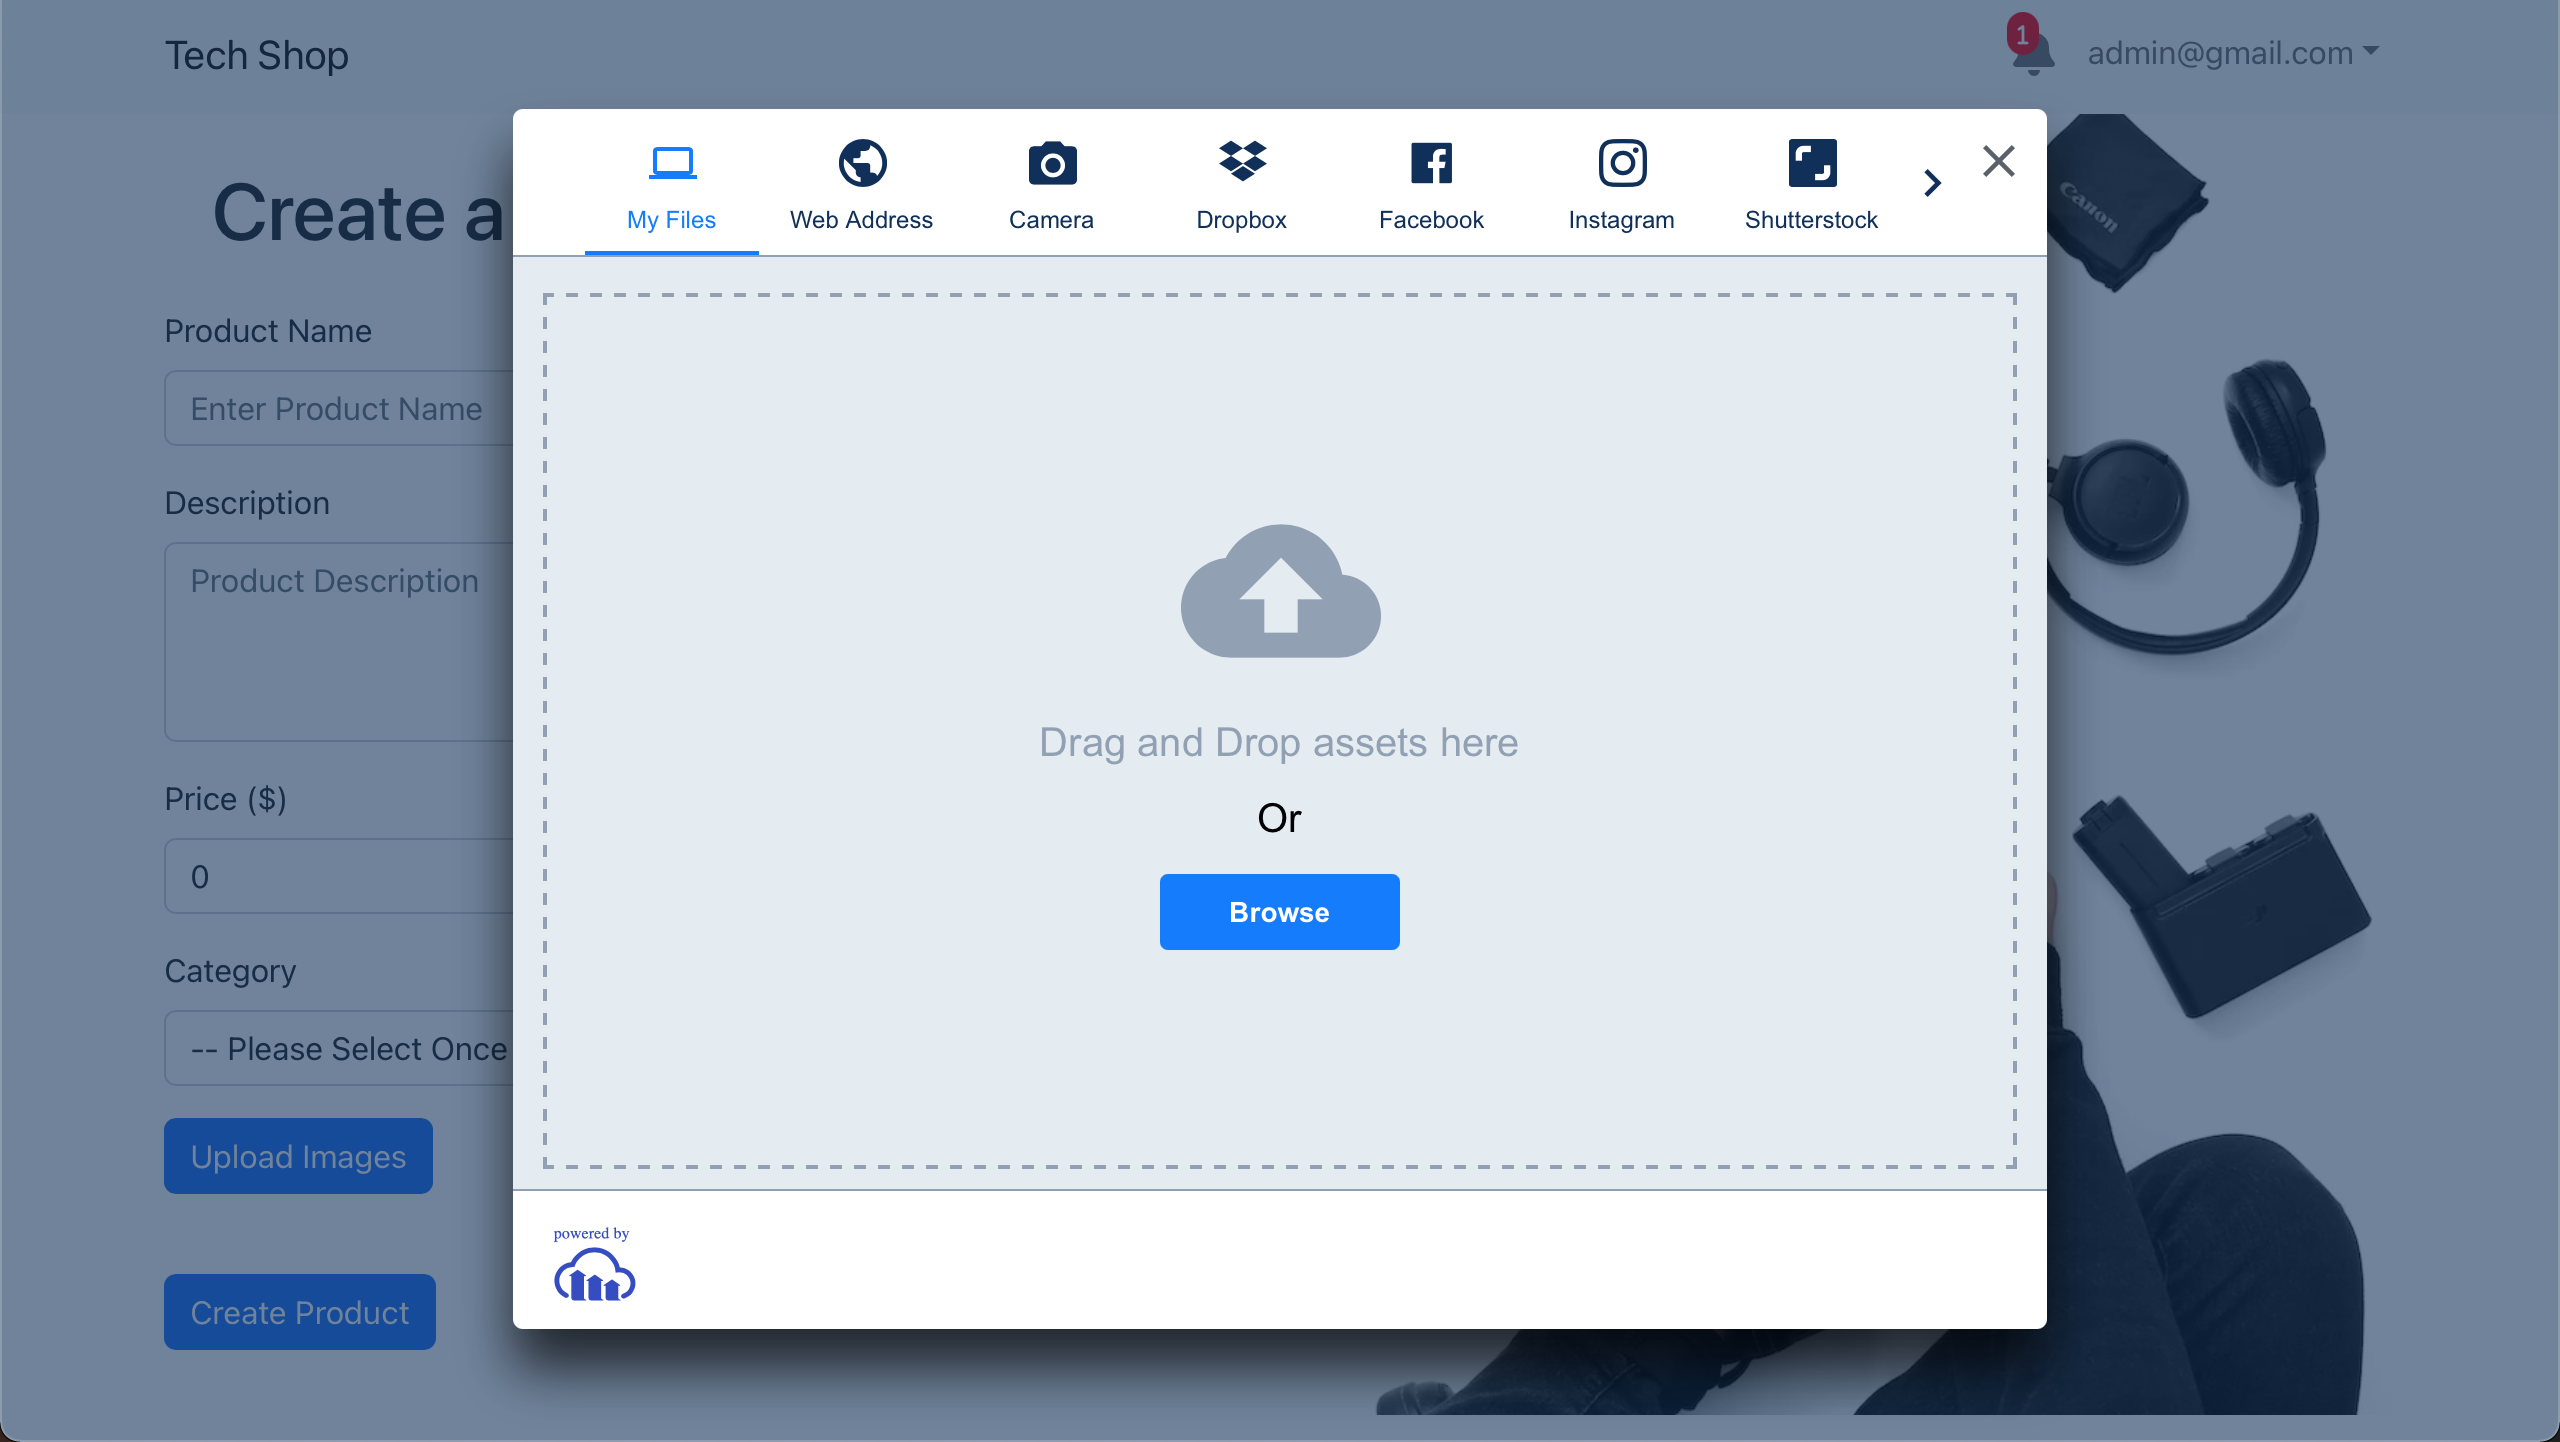 Tech Shop
1
admin@gmail.com
Create a
Product Name
Enter Product Name
Description
Product Description
Price ($)
0
Category
-- Please Select Once
Upload Images
Create Product
My Files
Web Address
Camera
Dropbox
Facebook
Instagram
Shutterstock
Drag and Drop assets here
Or
Browse
powered by
Canon